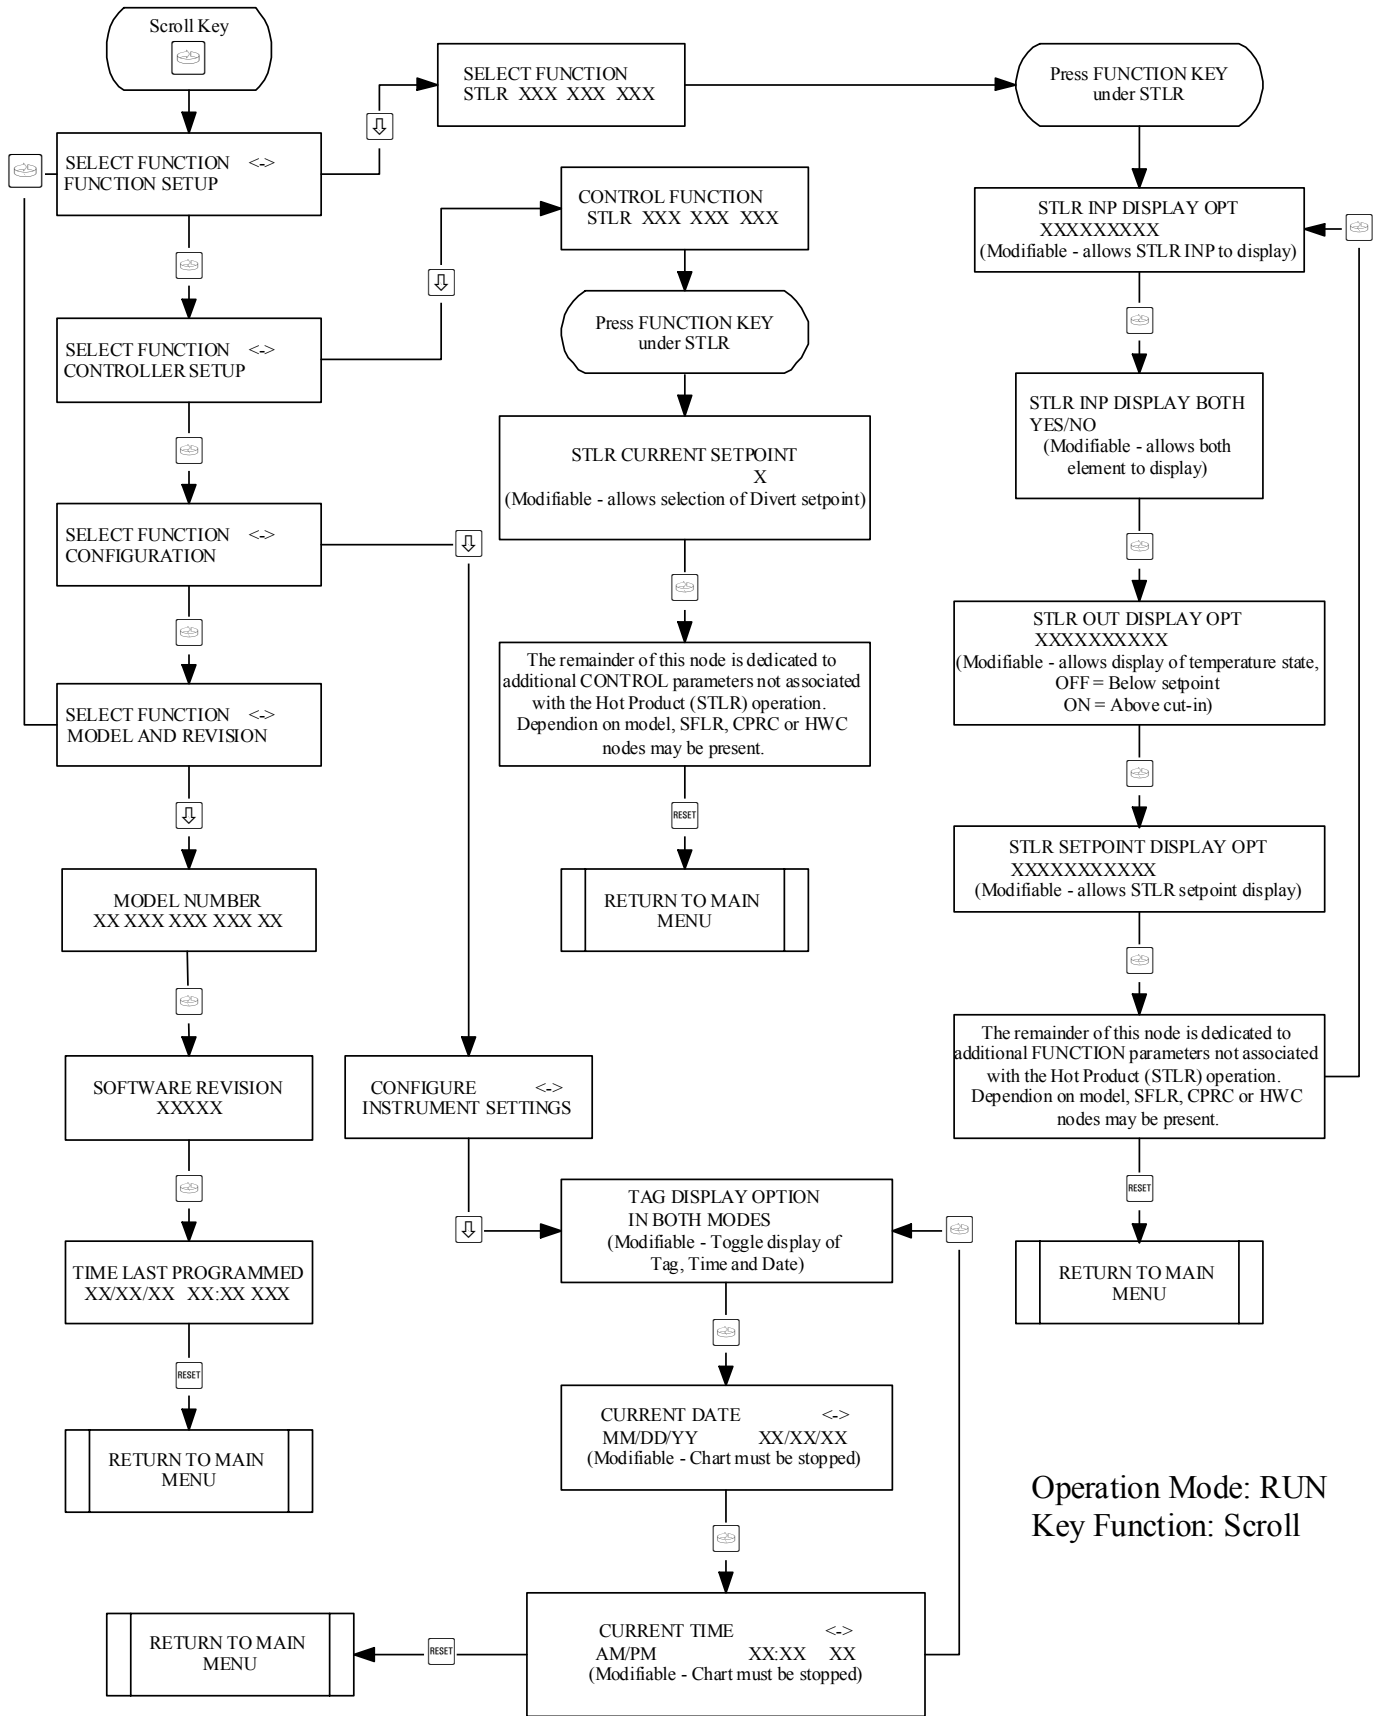 Scroll Key
SELECT FUNCTION <->
FUNCTION SETUP
SELECT FUNCTION <->
CONTROLLER SETUP
SELECT FUNCTION <->
CONFIGURATION
SELECT FUNCTION <->
MODEL AND REVISION
MODEL NUMBER
XX XXX XXX XXX XX
SOFTWARE REVISION
XXXXX
TIME LAST PROGRAMMED
XX/XX/XX XX:XX XXX
RESET
RETURN TO MAIN
MENU
SELECT FUNCTION
STLR XXX XXX XXX
CONTROL FUNCTION
STLR XXX XXX XXX
Press FUNCTION KEY
under STLR
STLR CURRENT SETPOINT
X
(Modifiable - allows selection of Divert setpoint)
The remainder of this node is dedicated to
additional CONTROL parameters not associated
with the Hot Product (STLR) operation.
Dependion on model, SFLR, CPRC or HWC
nodes may be present.
RESET
RETURN TO MAIN
MENU
CONFIGURE <->
INSTRUMENT SETTINGS
TAG DISPLAY OPTION
IN BOTH MODES
(Modifiable - Toggle display of
Tag, Time and Date)
CURRENT DATE <->
MM/DD/YY XX/XX/XX
(Modifiable - Chart must be stopped)
CURRENT TIME <->
AM/PM XX:XX XX
(Modifiable - Chart must be stopped)
RESET
RETURN TO MAIN
MENU
Press FUNCTION KEY
under STLR
STLR INP DISPLAY OPT
XXXXXXXXX
(Modifiable - allows STLR INP to display)
STLR INP DISPLAY BOTH
YES/NO
(Modifiable - allows both
element to display)
STLR OUT DISPLAY OPT
XXXXXXXXXX
(Modifiable - allows display of temperature state,
OFF = Below setpoint
ON = Above cut-in)
STLR SETPOINT DISPLAY OPT
XXXXXXXXXXX
(Modifiable - allows STLR setpoint display)
The remainder of this node is dedicated to
additional FUNCTION parameters not associated
with the Hot Product (STLR) operation.
Dependion on model, SFLR, CPRC or HWC
nodes may be present.
RESET
RETURN TO MAIN
MENU
Operation Mode: RUN
Key Function: Scroll